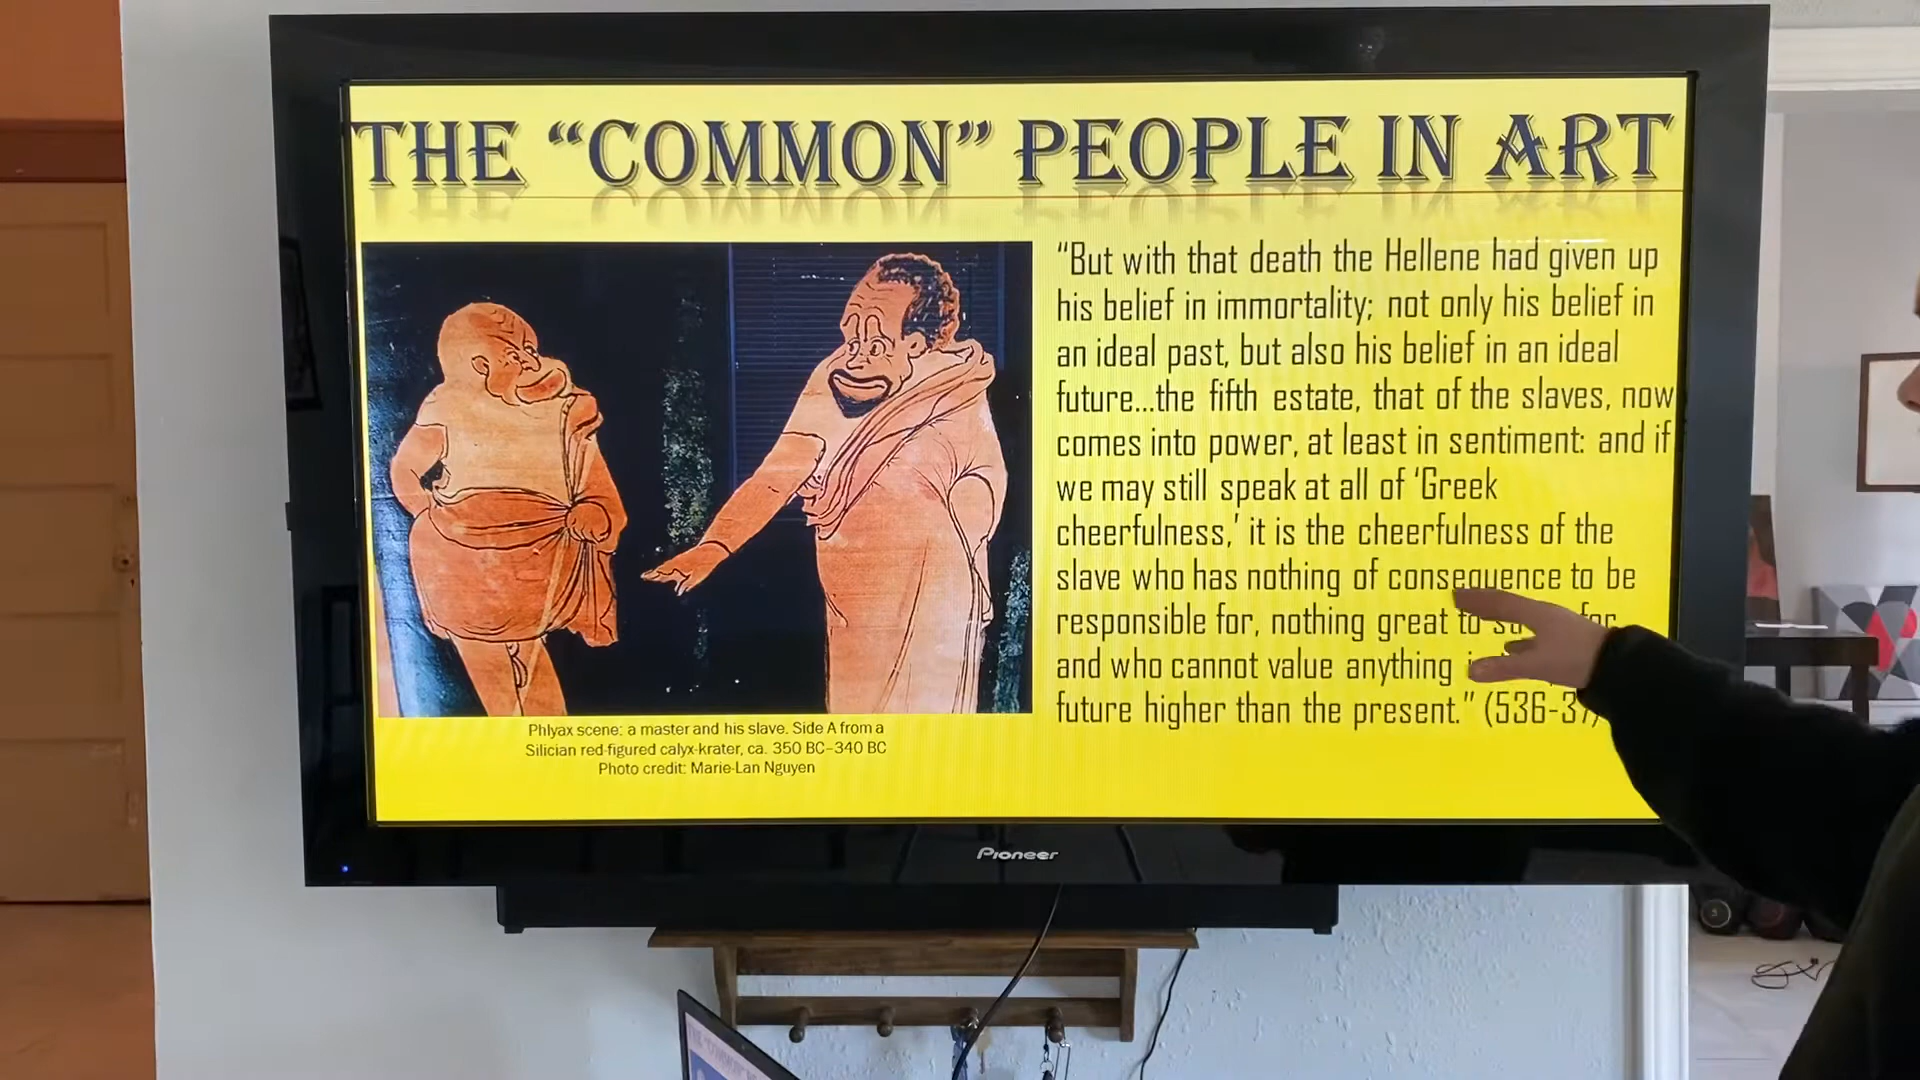 THE “COMMON” PEOPLE IN ART
“But with that death the Hellene had given up
his belief in immortality; not only his belief in
an ideal past, but also his belief in an ideal
future...the fifth estate, that of the slaves, now
comes into power, at least in sentiment: and if
we may still speak at all of ‘Greek
cheerfulness,’ it is the cheerfulness of the
slave who has nothing of consequence to be
responsible for, nothing great to for
and who cannot value anything
future higher than the present.” (536-37)
Phlyax scene: a master and his slave. Side A from a
Silician red-figured calyx-krater, ca. 350 BC–340 BC
Photo credit: Marie-Lan Nguyen
Pioneer